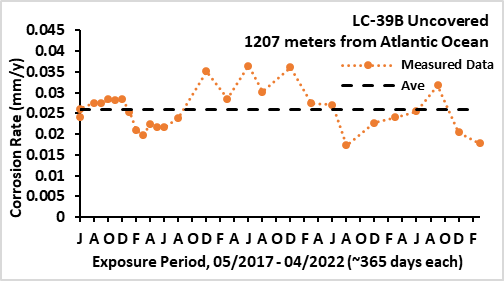 LC-39B Uncovered
1207 meters from Atlantic Ocean
Measured Data
Ave
Corrosion Rate (mm/y)
0.045
0.04
0.035
0.03
0.025
0.02
0.015
0.01
0.005
0
J A O D F A J A O D F A J A O D F A J A O D F A J A O D F
Exposure Period, 05/2017 - 04/2022 (~365 days each)